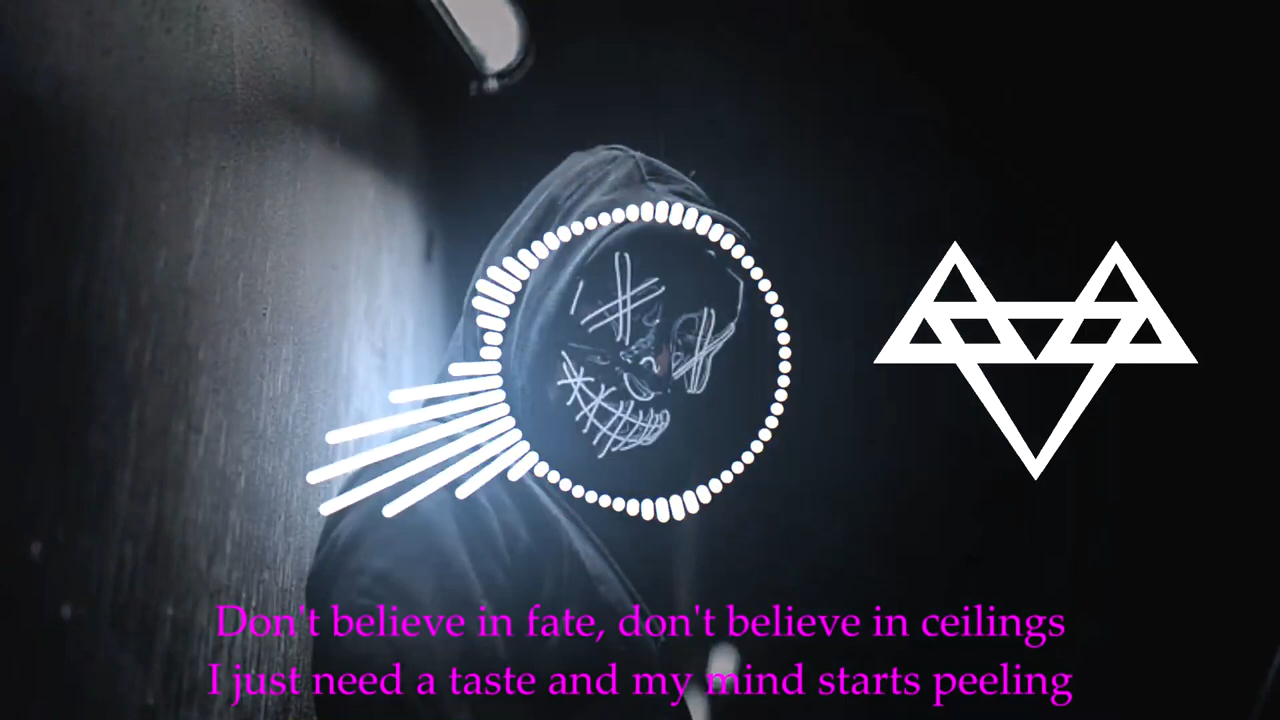 Don't believe in fate, don't believe in ceilings
I just need a taste and my mind starts peeling